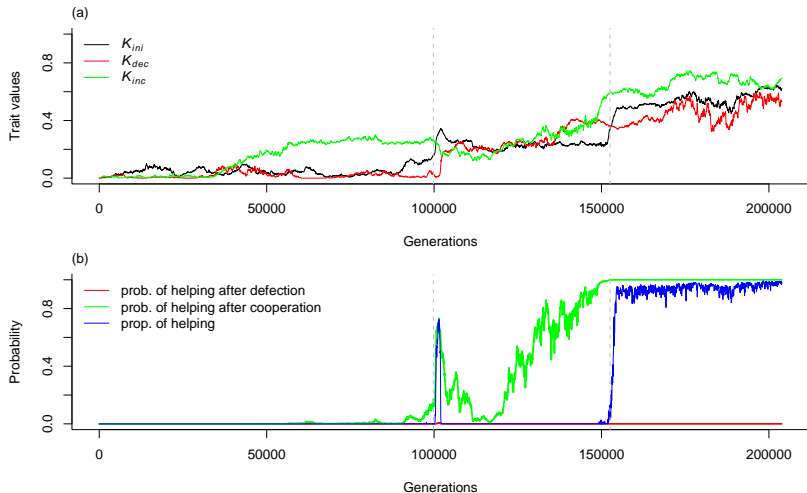 (a)
Trait values
0.0 0.4 0.8
K_ini
K_dec
K_inc
0 50000 100000 150000 200000
Generations
(b)
Probability
0.0 0.4 0.8
prob. of helping after defection
prob. of helping after cooperation
prop. of helping
0 50000 100000 150000 200000
Generations